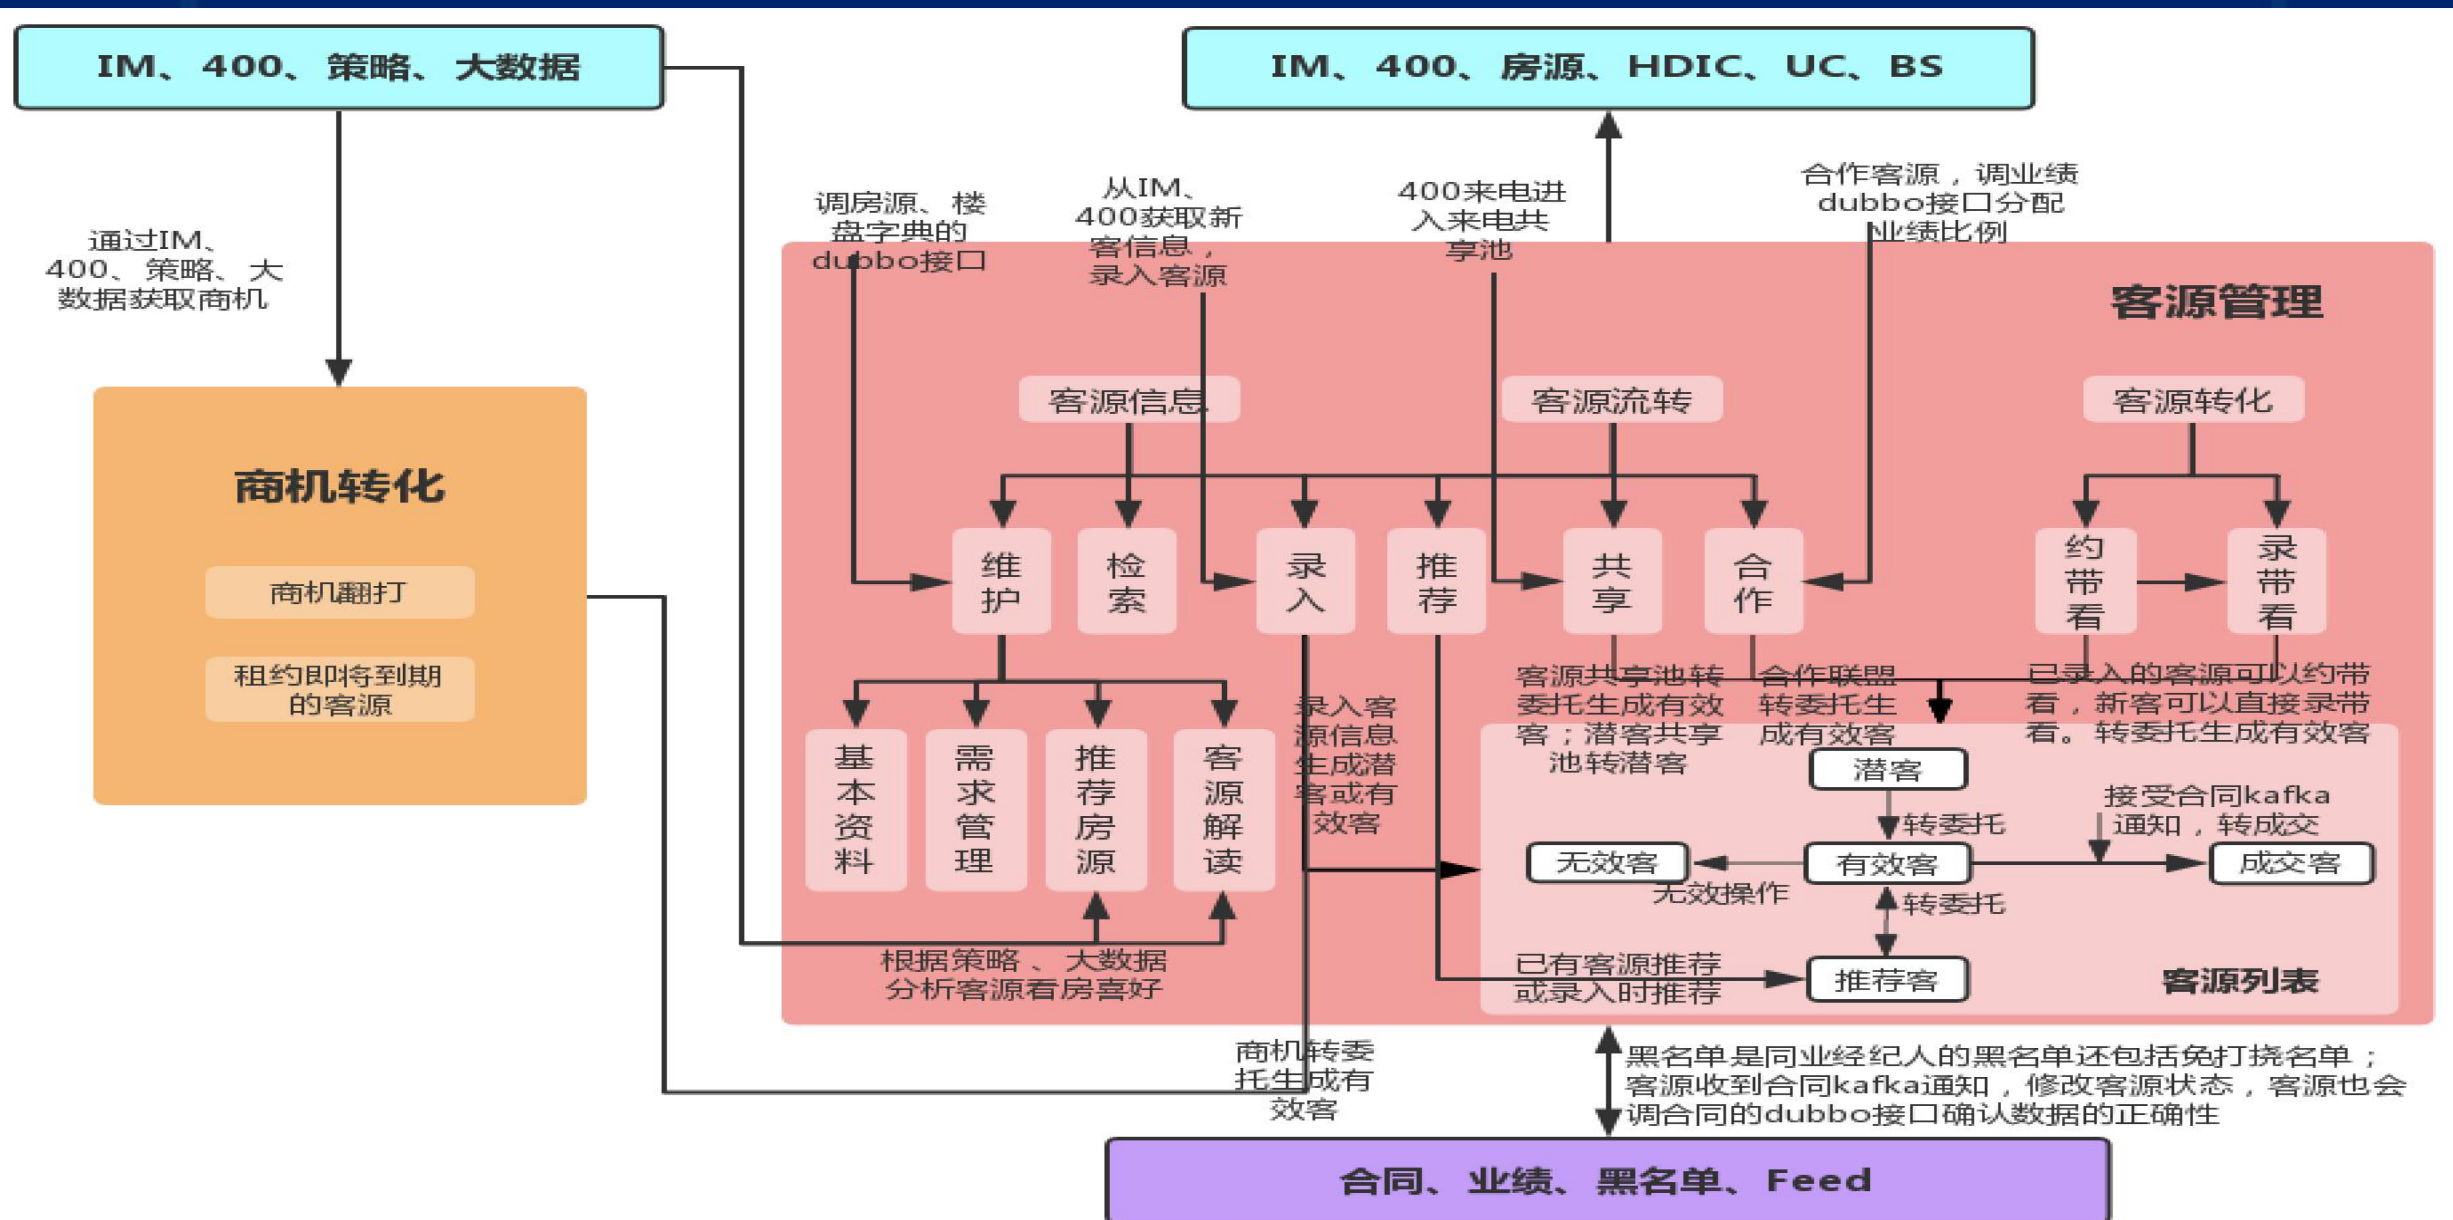 IM、400、策略、大数据
IM、400、房源、HDIC、UC、BS
通过IM、
400、策略、大
数据获取商机
调房源、楼
盘字典的
dubbo接口
从IM、
400获取新
客信息，
录入客源
400来电进
入来电共
享池
合作客源，调业绩
dubbo接口分配
业绩比例
客源管理
商机转化
商机翻打
租约即将到期
的客源
客源信息
客源流转
客源转化
维护
检索
录入
推荐
共享
合作
约带看
录带看
基本资料
需求管理
推荐房源
客源解读
录入客
源信息
生成潜
客或有
效客
客源共享池转
委托生成有效
客；潜客共享
池转潜客
合作联盟
转委托生
成有效客
已录入的客源可以约带
看，新客可以直接录带
看。转委托生成有效客
潜客
转委托
接受合同kafka
通知，转成交
无效客
有效客
成交客
无效操作
转委托
已有客源推荐
或录入时推荐
推荐客
客源列表
根据策略、大数据
分析客源看房喜好
商机转委
托生成有
效客
黑名单是同业经纪人的黑名单还包括免打挠名单；
客源收到合同kafka通知，修改客源状态，客源也会
调合同的dubbo接口确认数据的正确性
合同、业绩、黑名单、Feed